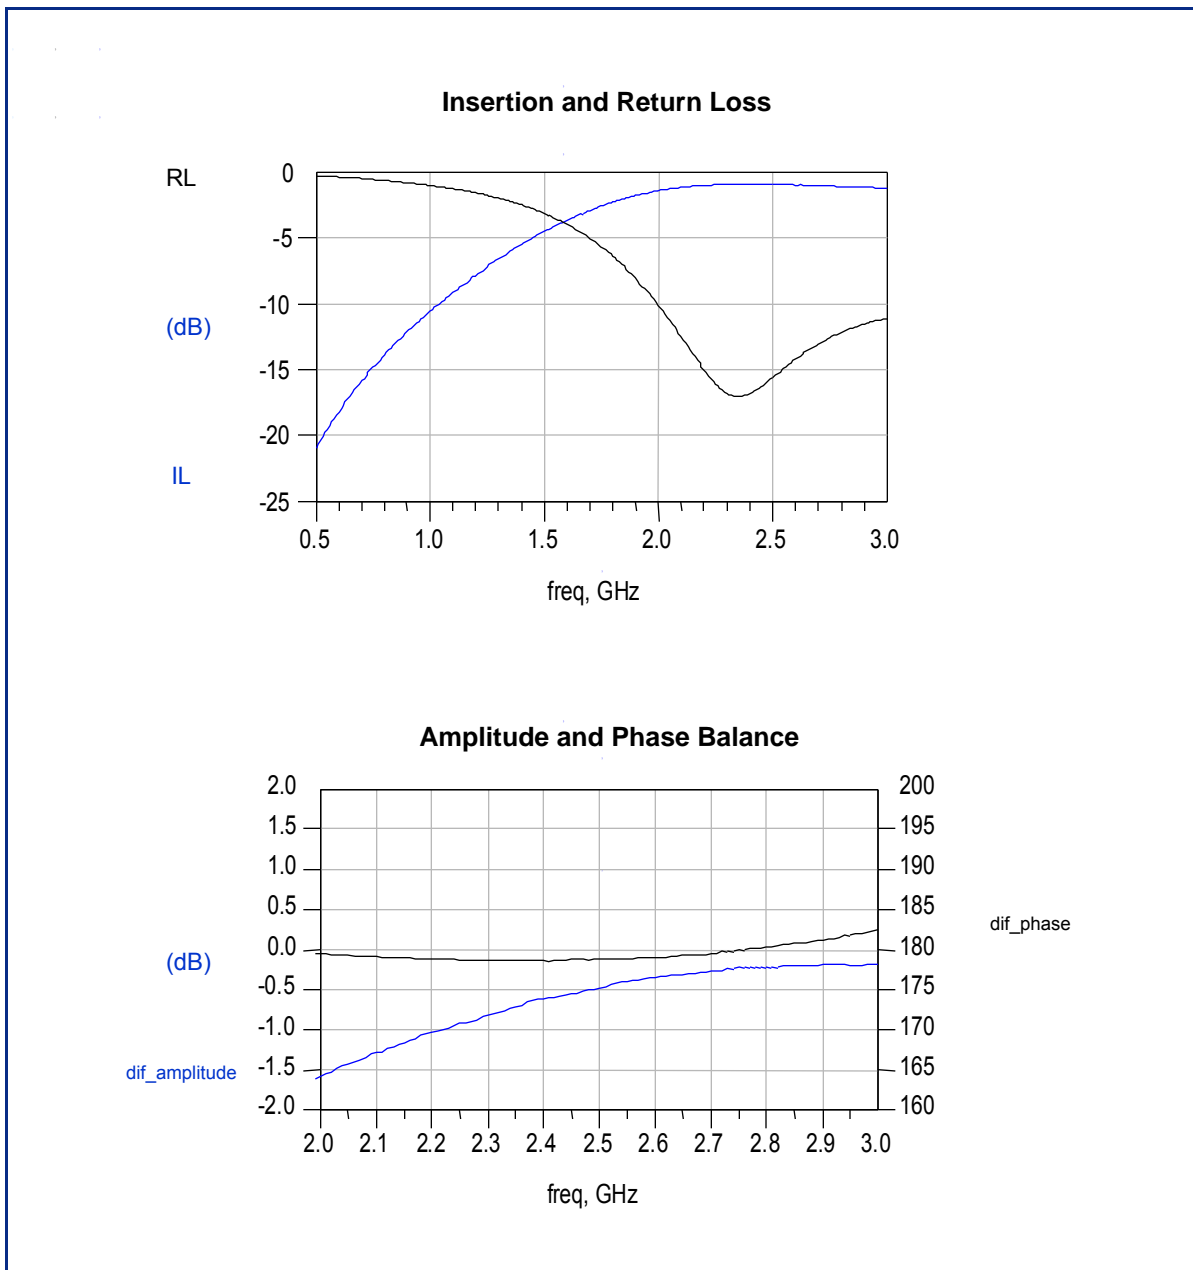 Insertion and Return Loss
RL
(dB)
IL
0
-5
-10
-15
-20
-25
0.5 1.0 1.5 2.0 2.5 3.0
freq, GHz
Amplitude and Phase Balance
2.0 200
1.5 195
1.0 190
0.5 185
dif_phase
0.0 180
(dB)
-0.5 175
-1.0 170
-1.5 165
dif_amplitude
-2.0 160
2.0 2.1 2.2 2.3 2.4 2.5 2.6 2.7 2.8 2.9 3.0
freq, GHz